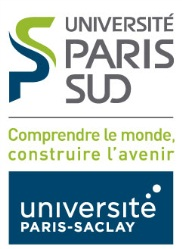 UNIVERSITÉ
PARIS
SUD
Comprendre le monde,
construire l'avenir
université
PARIS-SACLAY